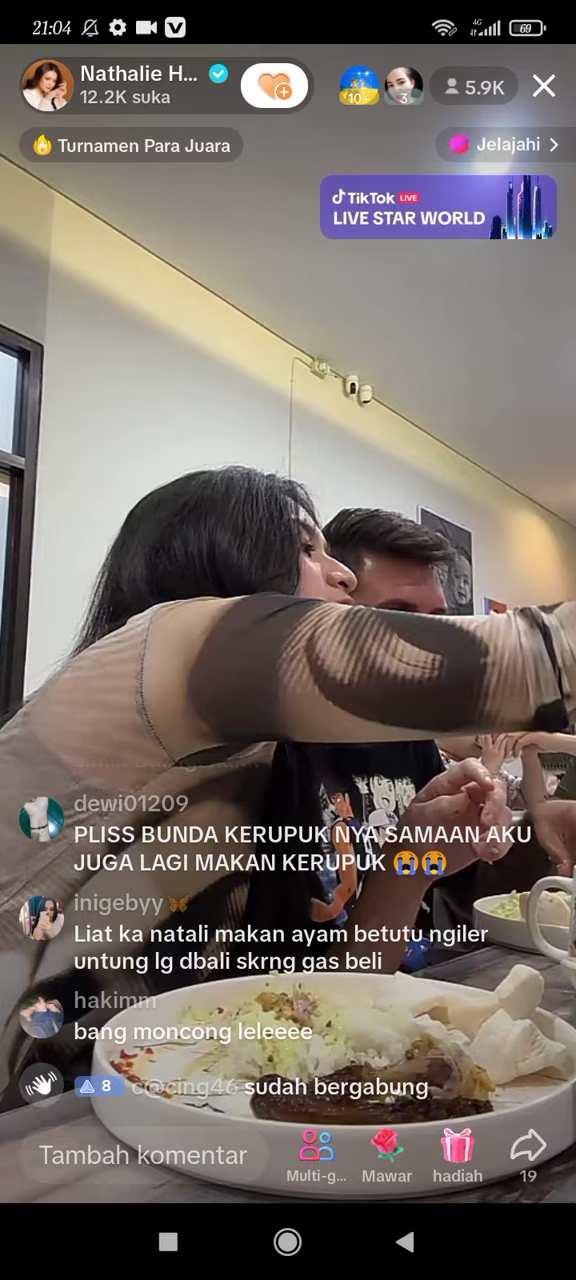 21:04
4G
69
Nathalie H...
12.2K suka
10+
3
5.9K
Turnamen Para Juara
Jelajahi
TikTok LIVE
LIVE STAR WORLD
dewi01209
PLISS BUNDA KERUPUK NYA SAMAAN AKU
JUGA LAGI MAKAN KERUPUK 😭😭
inigebyy🦋
Liat ka natali makan ayam betutu ngiler
untung lg dbali skrng gas beli
hakimm
bang moncong leleeee
8 c@cing46 sudah bergabung
Tambah komentar
Multi-g...
Mawar
hadiah
19